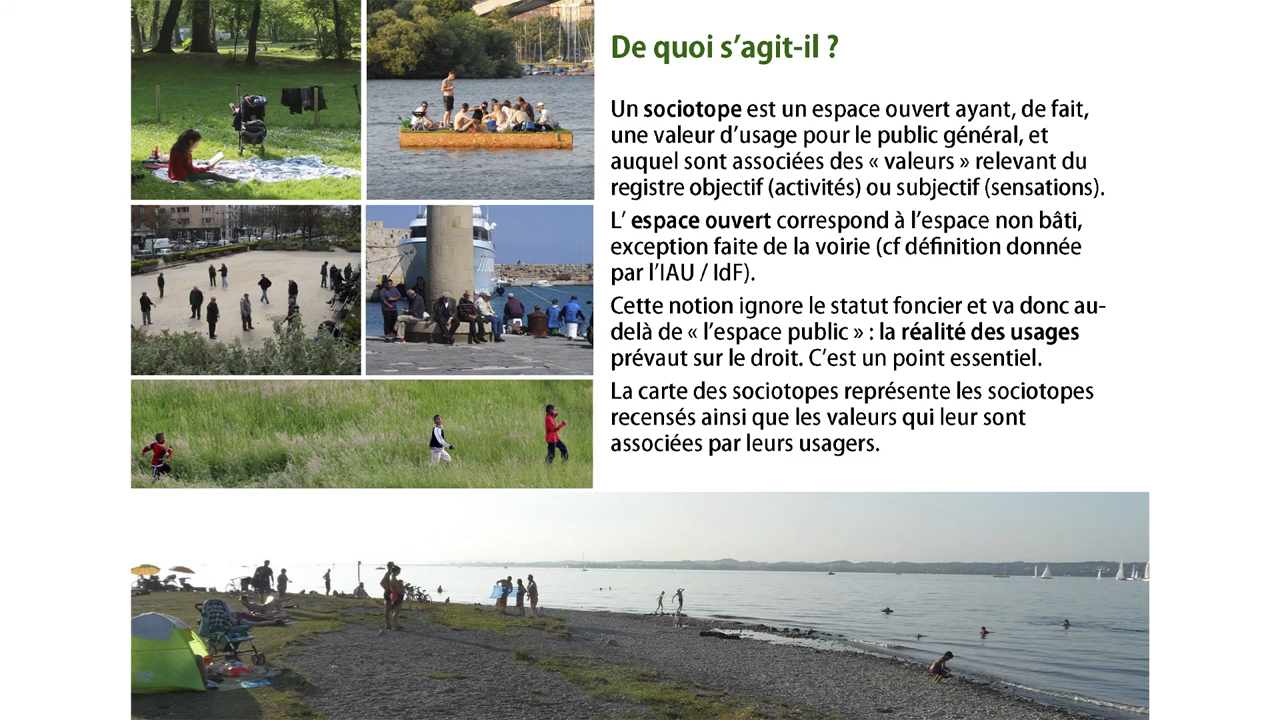 De quoi s’agit-il ?
Un sociotope est un espace ouvert ayant, de fait,
une valeur d’usage pour le public général, et
auquel sont associées des « valeurs » relevant du
registre objectif (activités) ou subjectif (sensations).
L’ espace ouvert correspond à l’espace non bâti,
exception faite de la voirie (cf définition donnée
par l’IAU / IdF).
Cette notion ignore le statut foncier et va donc au-
delà de « l’espace public » : la réalité des usages
prévaut sur le droit. C’est un point essentiel.
La carte des sociotopes représente les sociotopes
recensés ainsi que les valeurs qui leur sont
associées par leurs usagers.